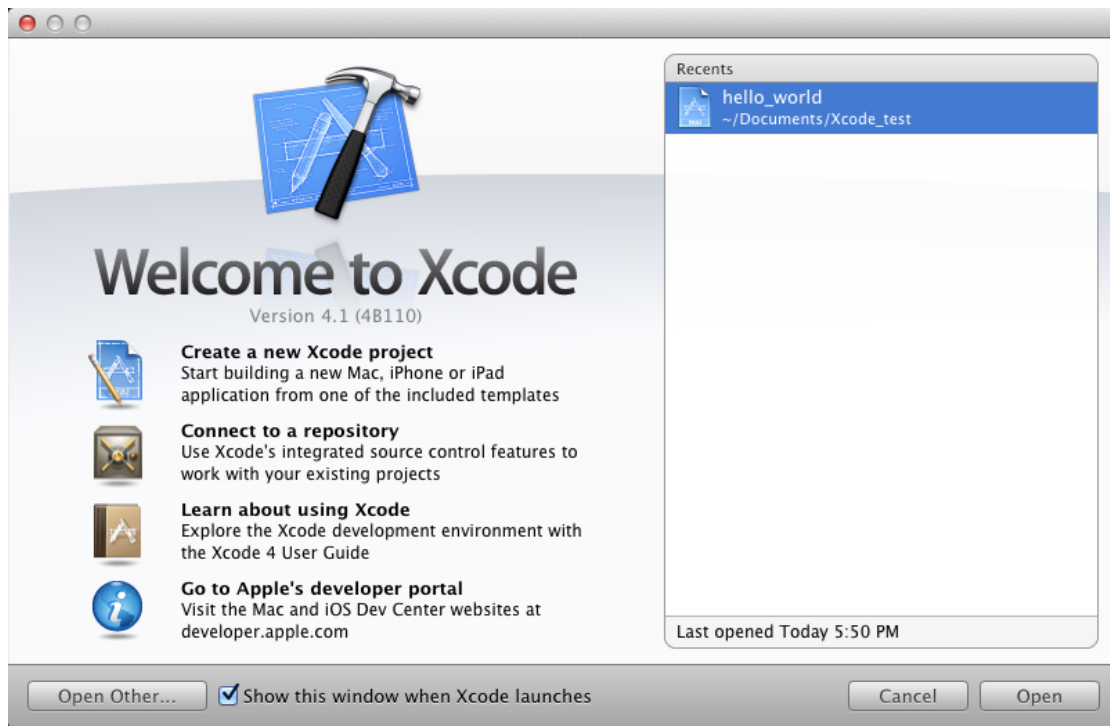 Welcome to Xcode
Version 4.1 (4B110)
Create a new Xcode project
Start building a new Mac, iPhone or iPad
application from one of the included templates
Connect to a repository
Use Xcode's integrated source control features to
work with your existing projects
Learn about using Xcode
Explore the Xcode development environment with
the Xcode 4 User Guide
Go to Apple's developer portal
Visit the Mac and iOS Dev Center websites at
developer.apple.com
Recents
hello_world
~/Documents/Xcode_test
Last opened Today 5:50 PM
Open Other...
Show this window when Xcode launches
Cancel
Open